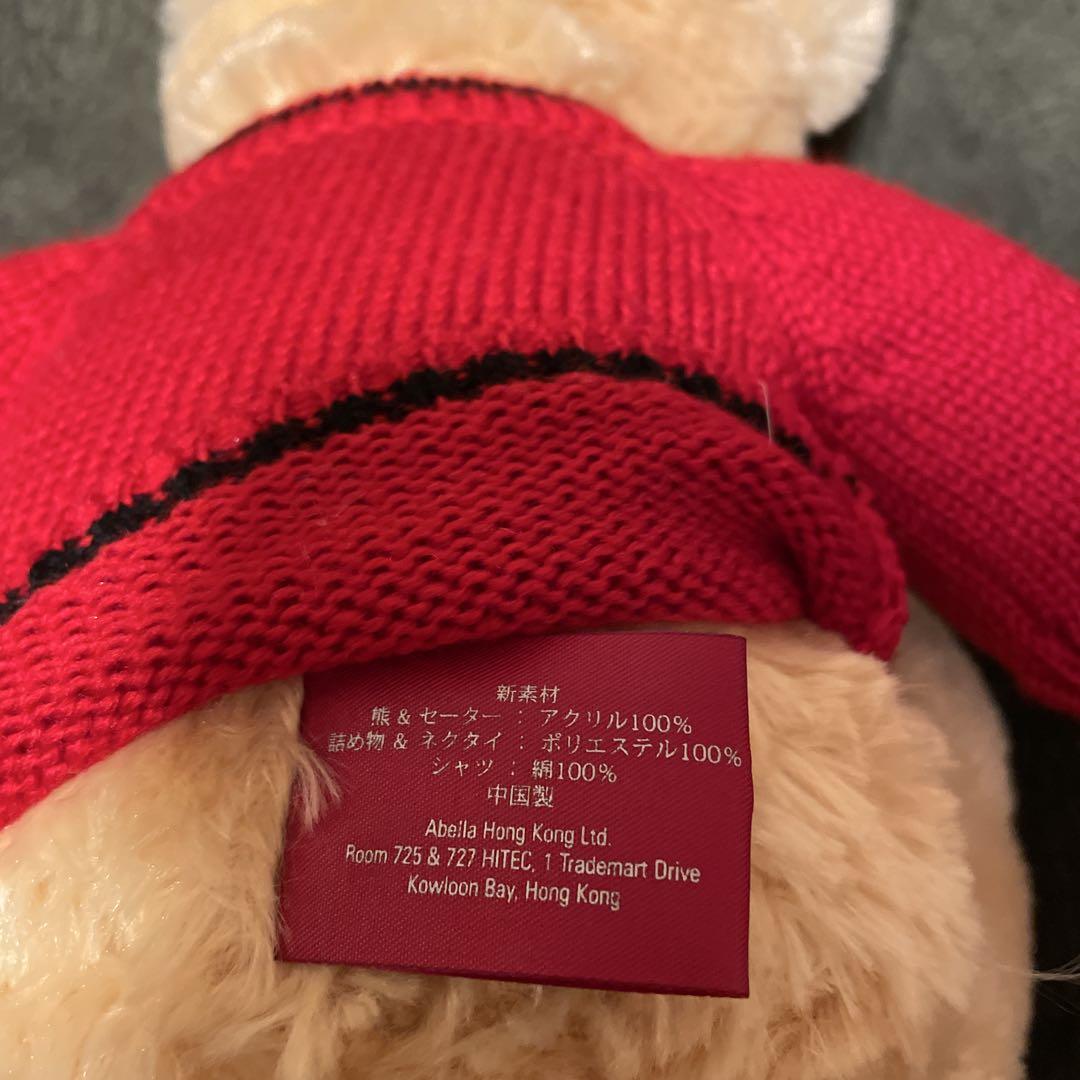 新素材
熊 & セーター : アクリル100%
詰め物 & ネクタイ : ポリエステル100%
シャツ : 綿100%
中国製
Abella Hong Kong Ltd.
Room 725 & 727 HITEC, 1 Trademart Drive
Kowloon Bay, Hong Kong